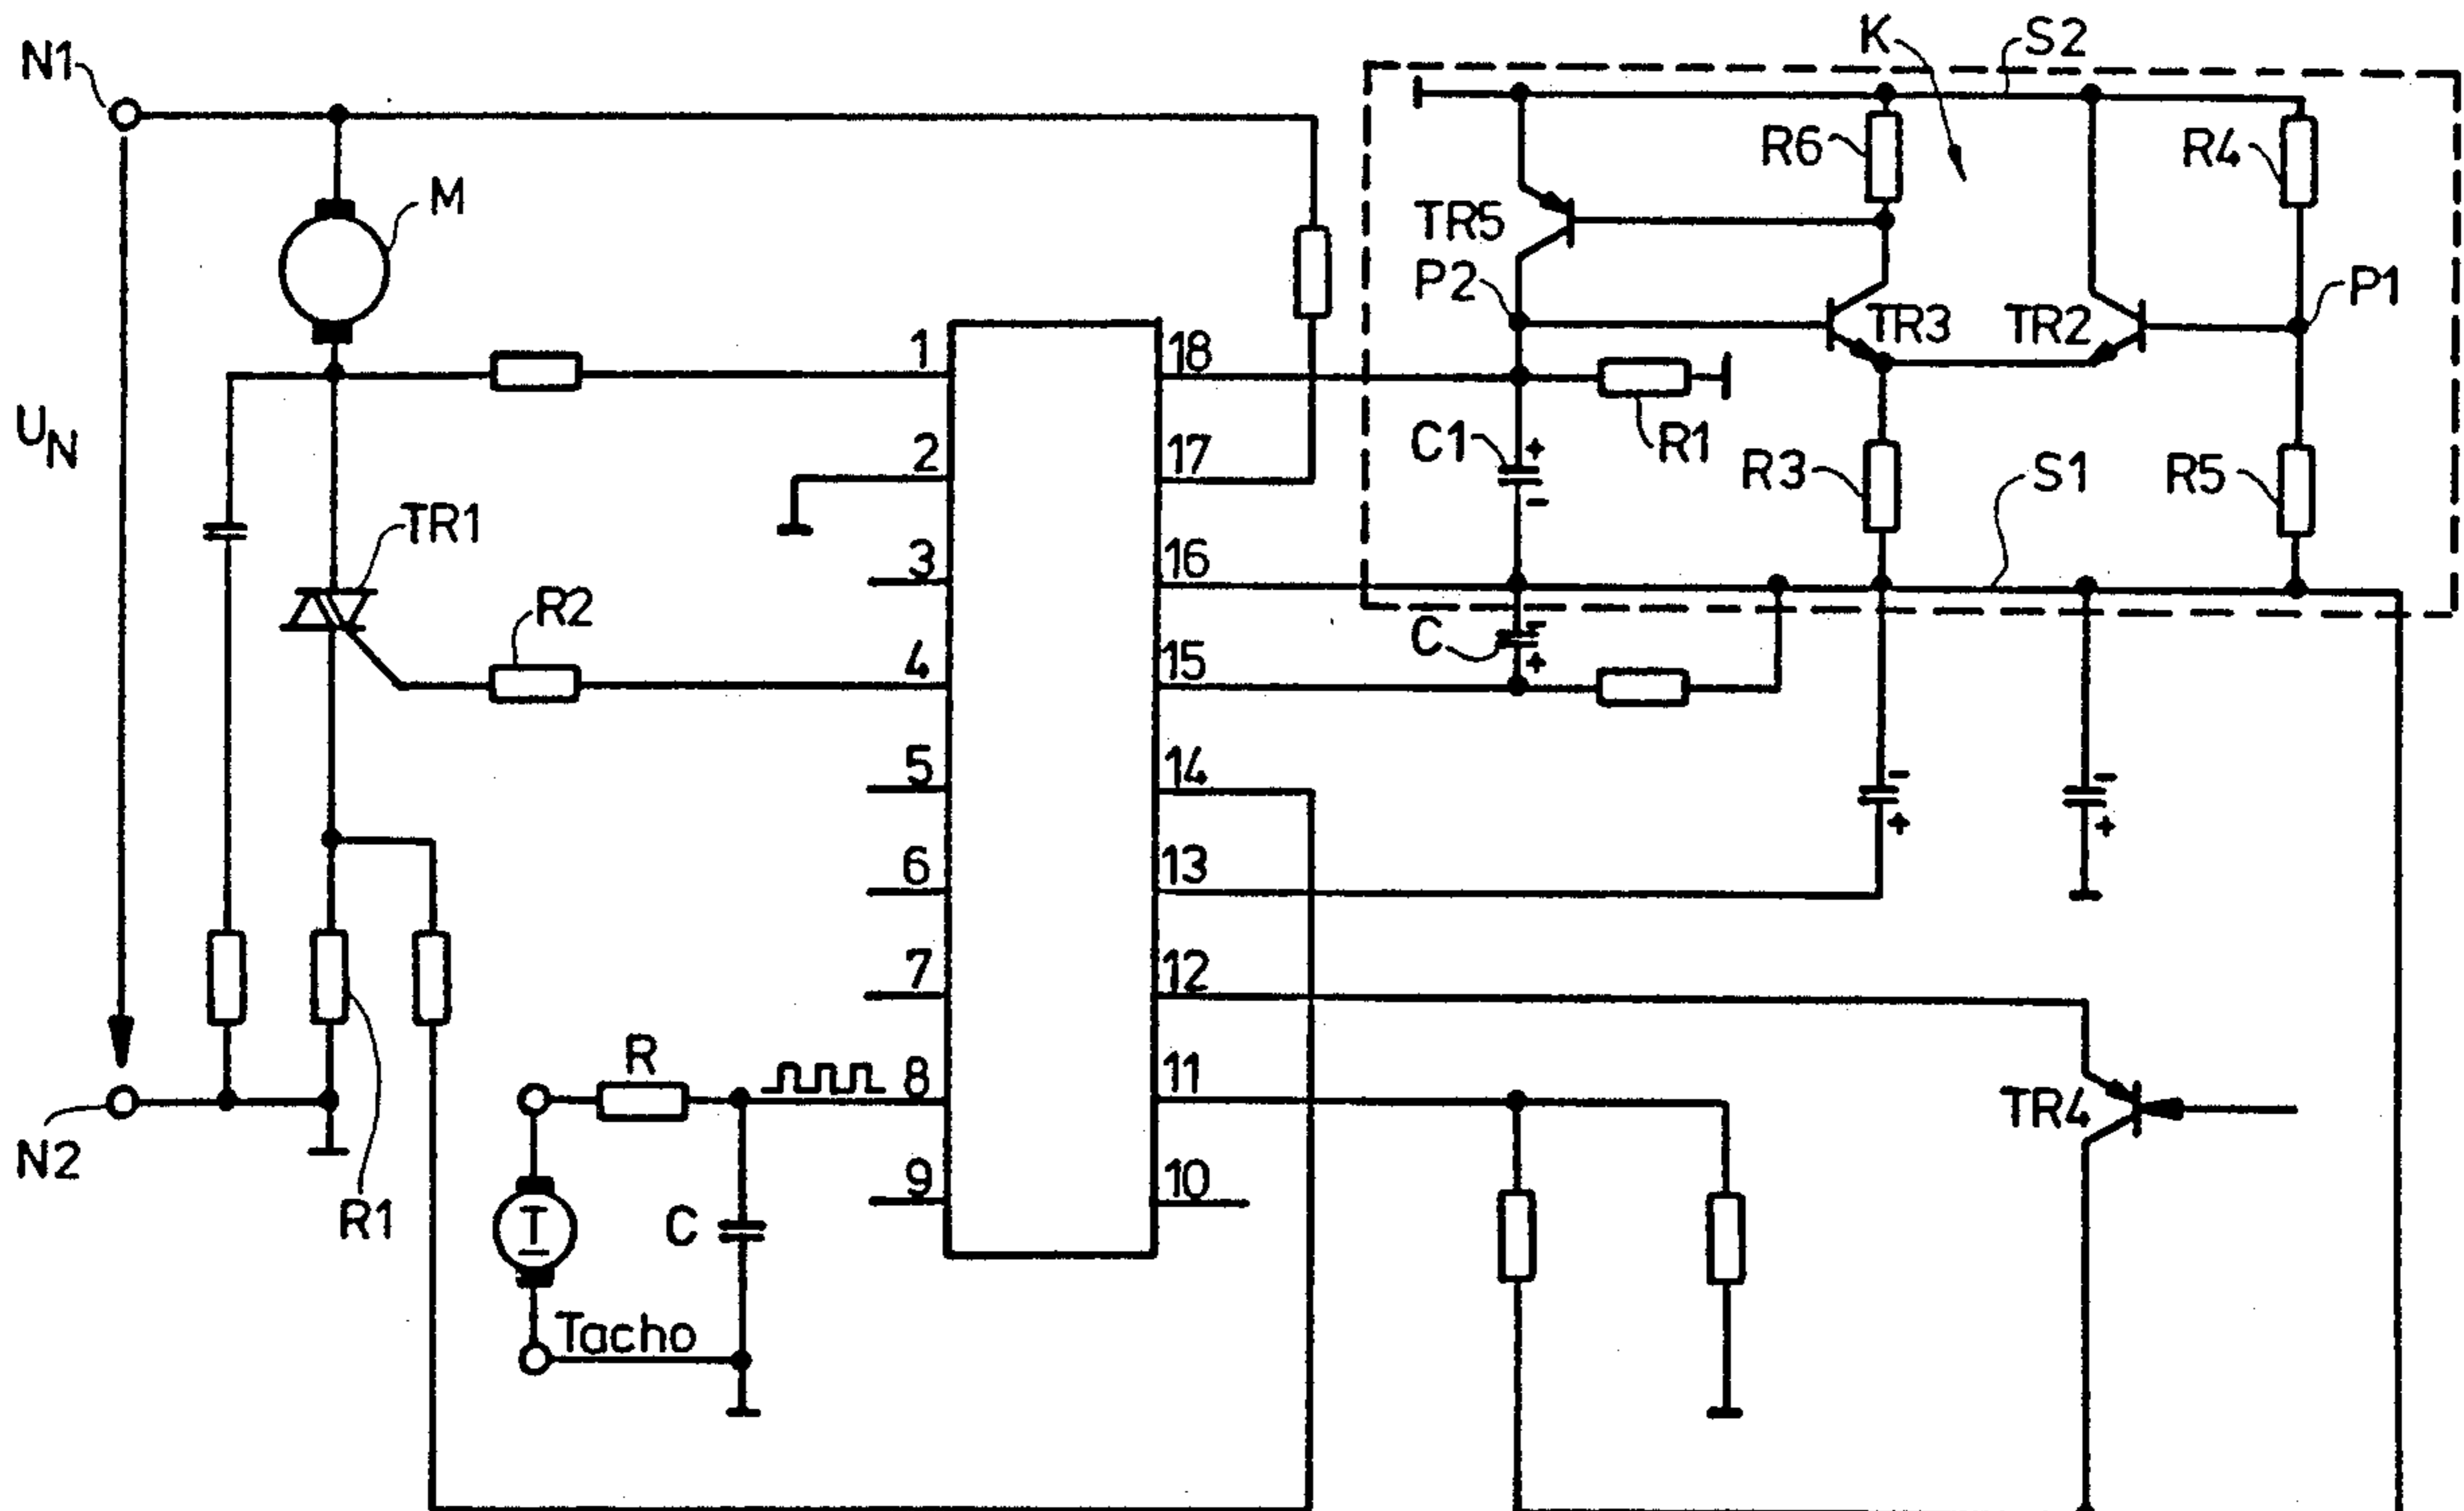 N1
K
S2
R6
R4
M
TR5
P2
TR3
TR2
P1
1
18
UN
2
17
C1
+
-
R1
R3
S1
R5
TR1
3
16
R2
C
-
+
4
15
5
14
-
+
-
+
6
13
7
12
R
8
11
TR4
N2
9
10
R1
T
C
Tacho